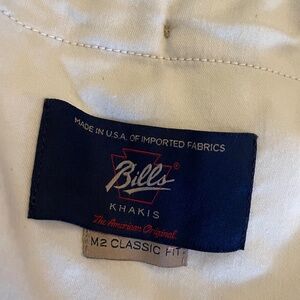 MADE IN U.S.A. OF IMPORTED FABRICS
Bills®
KHAKIS
The American Original.
M2 CLASSIC FIT